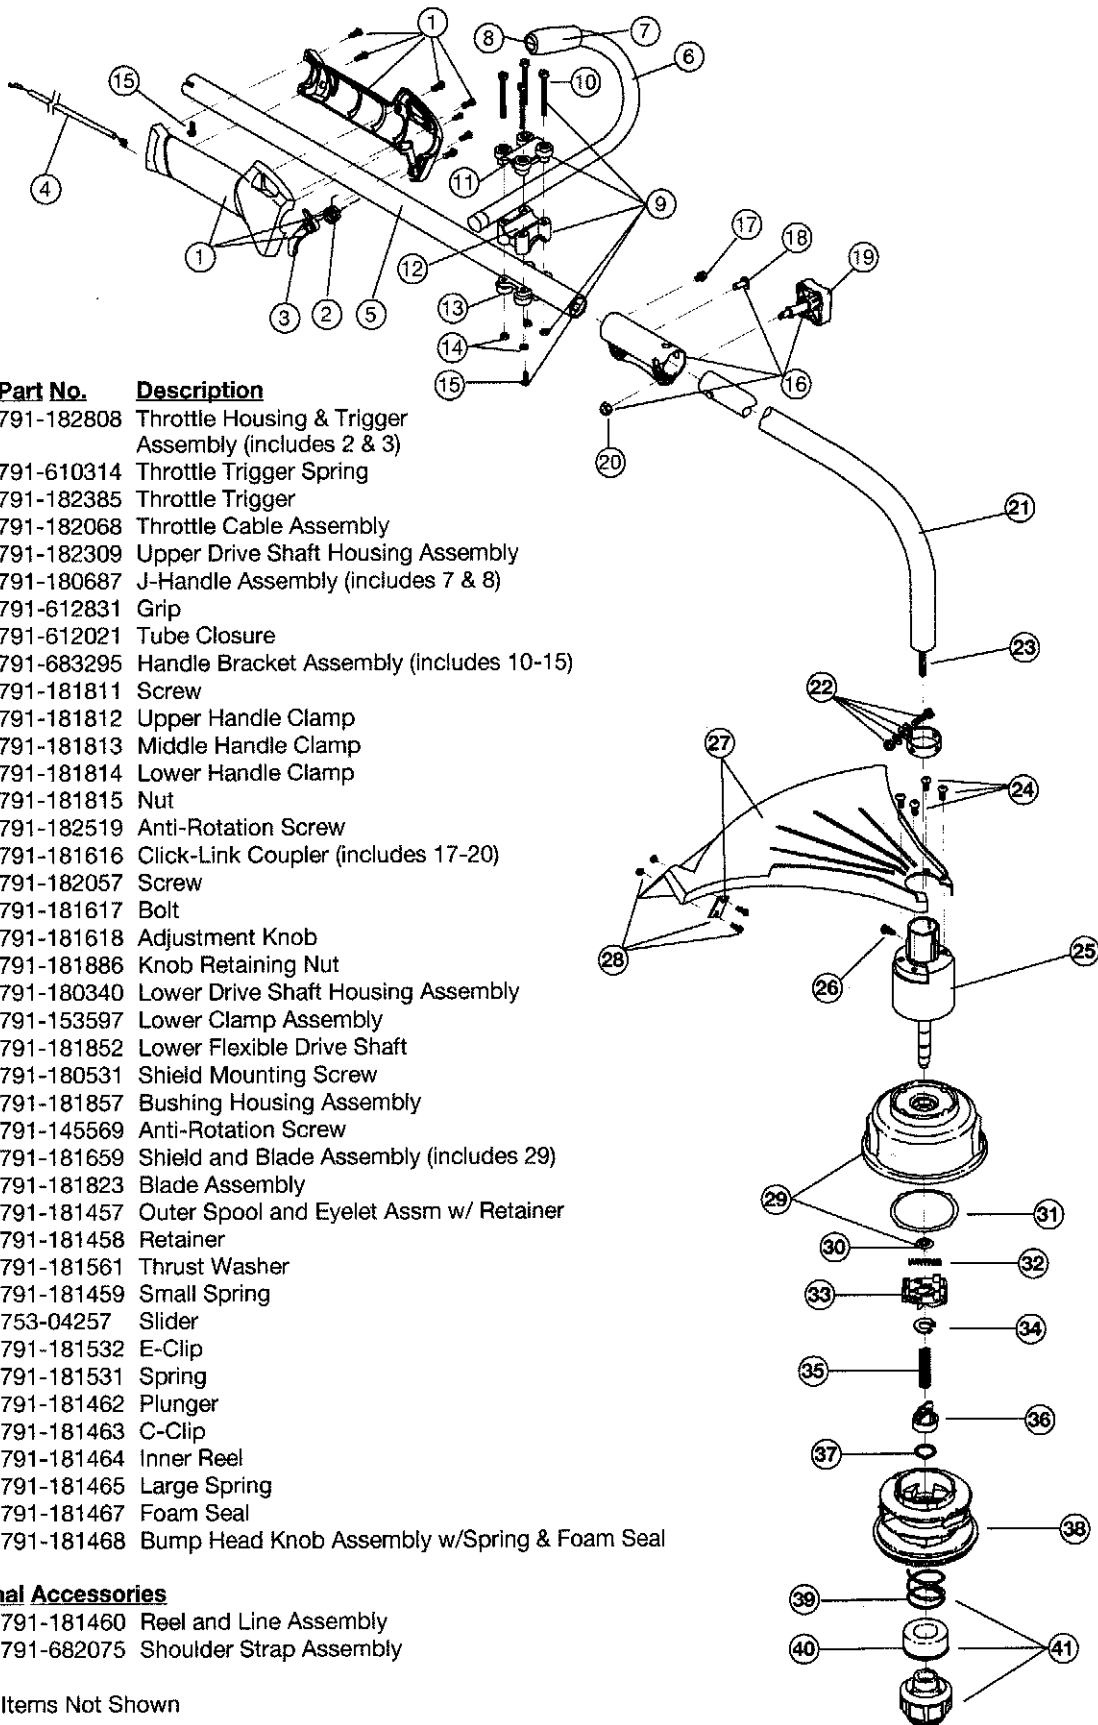 1
8
7
6
10
15
4
11
9
1
12
17
18
19
3
2
5
13
14
15
16
20
Part No. Description
791-182808 Throttle Housing & Trigger
Assembly (includes 2 & 3)
791-610314 Throttle Trigger Spring
791-182385 Throttle Trigger
791-182068 Throttle Cable Assembly
791-182309 Upper Drive Shaft Housing Assembly
791-180687 J-Handle Assembly (includes 7 & 8)
791-612831 Grip
791-612021 Tube Closure
791-683295 Handle Bracket Assembly (includes 10-15)
791-181811 Screw
791-181812 Upper Handle Clamp
791-181813 Middle Handle Clamp
791-181814 Lower Handle Clamp
791-181815 Nut
791-182519 Anti-Rotation Screw
791-181616 Click-Link Coupler (includes 17-20)
791-182057 Screw
791-181617 Bolt
791-181618 Adjustment Knob
791-181886 Knob Retaining Nut
791-180340 Lower Drive Shaft Housing Assembly
791-153597 Lower Clamp Assembly
791-181852 Lower Flexible Drive Shaft
791-180531 Shield Mounting Screw
791-181857 Bushing Housing Assembly
791-145569 Anti-Rotation Screw
791-181659 Shield and Blade Assembly (includes 29)
791-181823 Blade Assembly
791-181457 Outer Spool and Eyelet Assm w/ Retainer
791-181458 Retainer
791-181561 Thrust Washer
791-181459 Small Spring
753-04257 Slider
791-181532 E-Clip
791-181531 Spring
791-181462 Plunger
791-181463 C-Clip
791-181464 Inner Reel
791-181465 Large Spring
791-181467 Foam Seal
791-181468 Bump Head Knob Assembly w/Spring & Foam Seal
nal Accessories
791-181460 Reel and Line Assembly
791-682075 Shoulder Strap Assembly
Items Not Shown
21
23
22
27
24
28
26
25
29
31
30
32
33
34
35
36
37
38
39
40
41